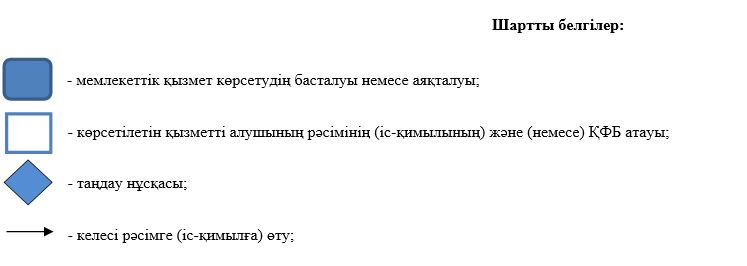 Шартты белгілер:
- мемлекеттік қызмет көрсетудің басталуы немесе аяқталуы;
- көрсетілетін қызметті алушының рәсімінің (іс-қимылының) және (немесе) ҚФБ атауы;
- таңдау нұсқасы;
- келесі рәсімге (іс-қимылға) өту;